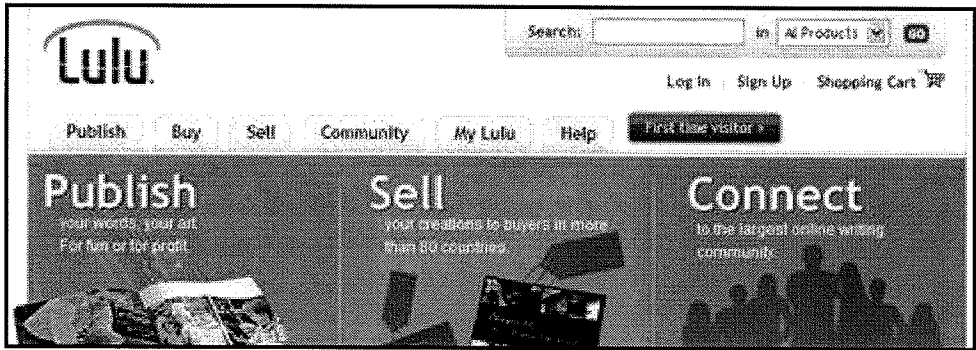 Lulu.
Search: in All Products GO
Log In Sign Up Shopping Cart
Publish Buy Sell Community My Lulu Help First time visitor »
Publish
your words, your art.
For fun or for profit.
Sell
your creations to buyers in more
than 80 countries.
Connect
to the largest online writing
community.